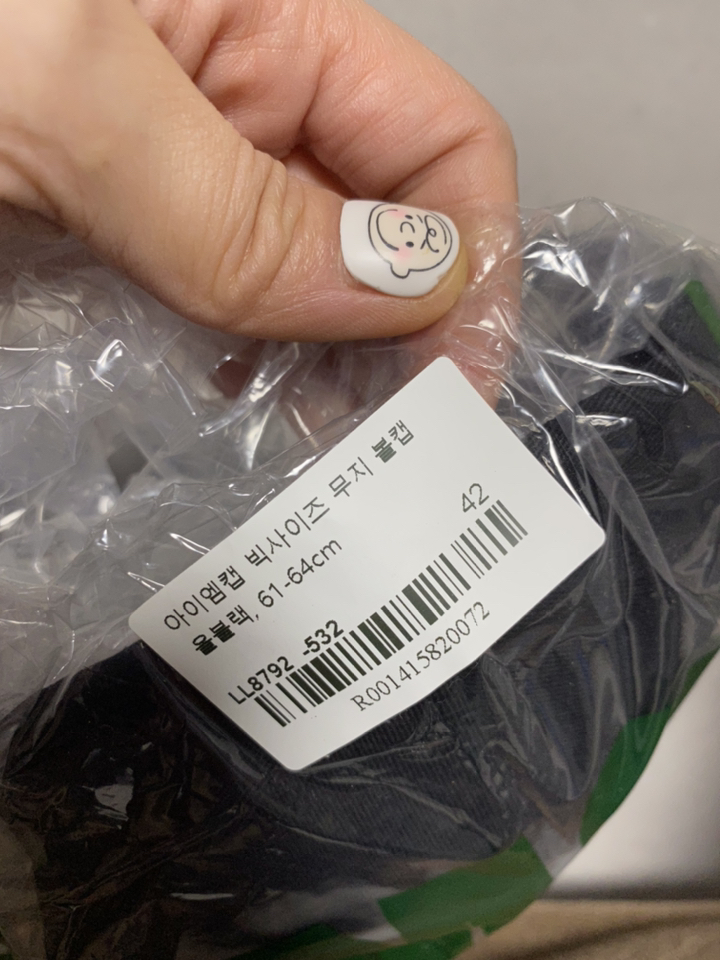 아이엠캡 빅사이즈 무지 볼캡
올블랙, 61-64cm
42
LL8792 -532
R001415820072